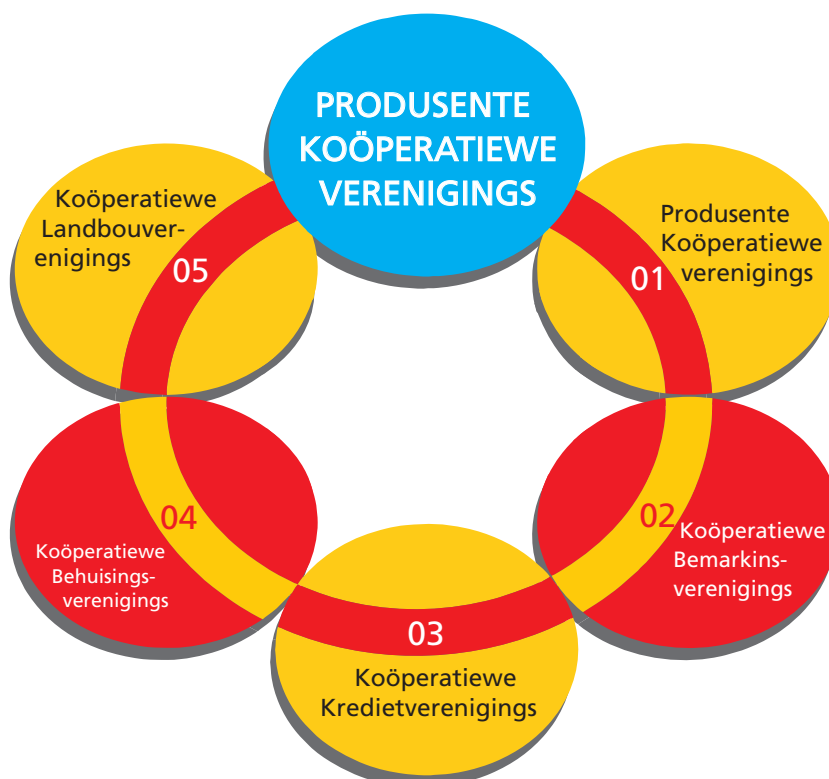 PRODUSENTE
KOÖPERATIEWE
VERENIGINGS
Produsente
Koöperatiewe
verenigings
01
02
Koöperatiewe
Bemarkins-
verenigings
03
Koöperatiewe
Kredietverenigings
04
Koöperatiewe
Behuisings-
verenigings
Koöperatiewe
Landbouver-
enigings
05